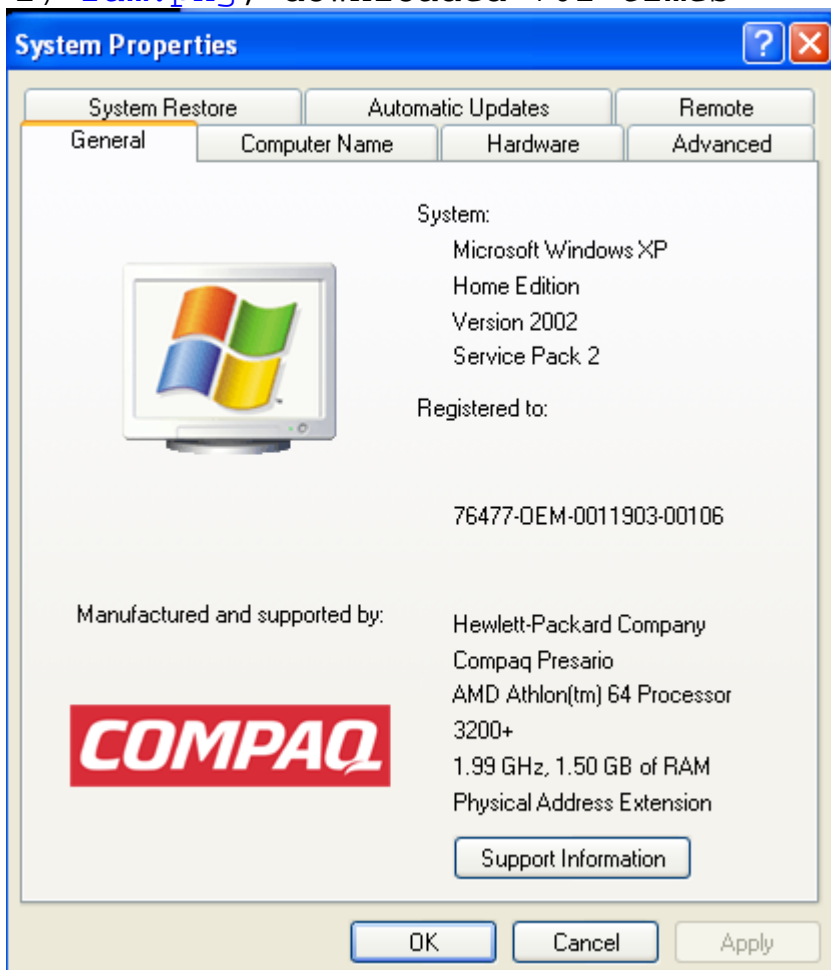 System Properties
System Restore Automatic Updates Remote
General Computer Name Hardware Advanced
System:
Microsoft Windows XP
Home Edition
Version 2002
Service Pack 2
Registered to:
76477-OEM-0011903-00106
Manufactured and supported by:
Hewlett-Packard Company
Compaq Presario
AMD Athlon(tm) 64 Processor
3200+
1.99 GHz, 1.50 GB of RAM
Physical Address Extension
COMPAQ
Support Information
OK Cancel Apply